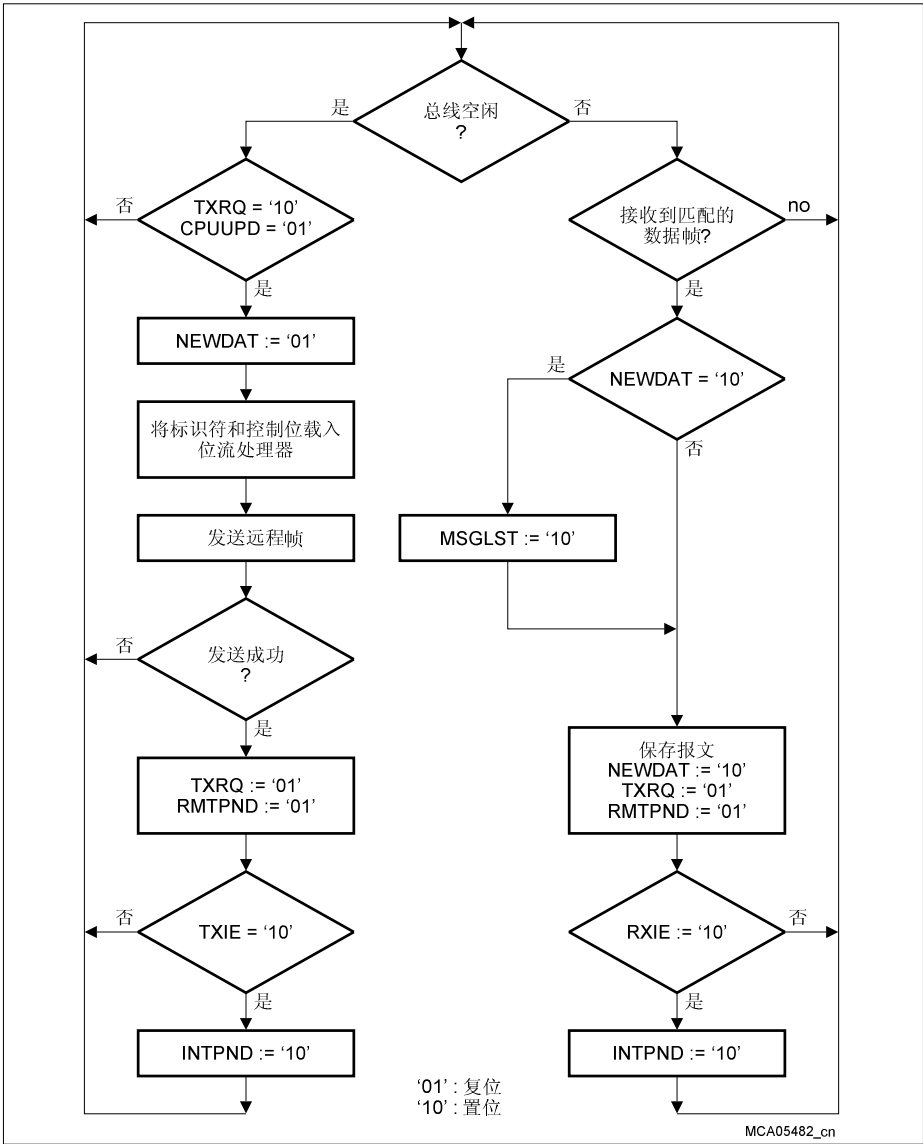 总线空闲
?
是
否
TXRQ = ‘10’
CPUUPD = ‘01’
否
是
接收到匹配的
数据帧?
no
是
NEWDAT := ‘01’
将标识符和控制位载入
位流处理器
发送远程帧
发送成功
?
否
是
TXRQ := ‘01’
RMTPND := ‘01’
TXIE = ‘10’
否
是
INTPND := ‘10’
NEWDAT = ‘10’
是
否
MSGLST := ‘10’
保存报文
NEWDAT := ‘10’
TXRQ := ‘01’
RMTPND := ‘01’
RXIE := ‘10’
否
是
INTPND := ‘10’
‘01’ : 复位
‘10’ : 置位
MCA05482_cn